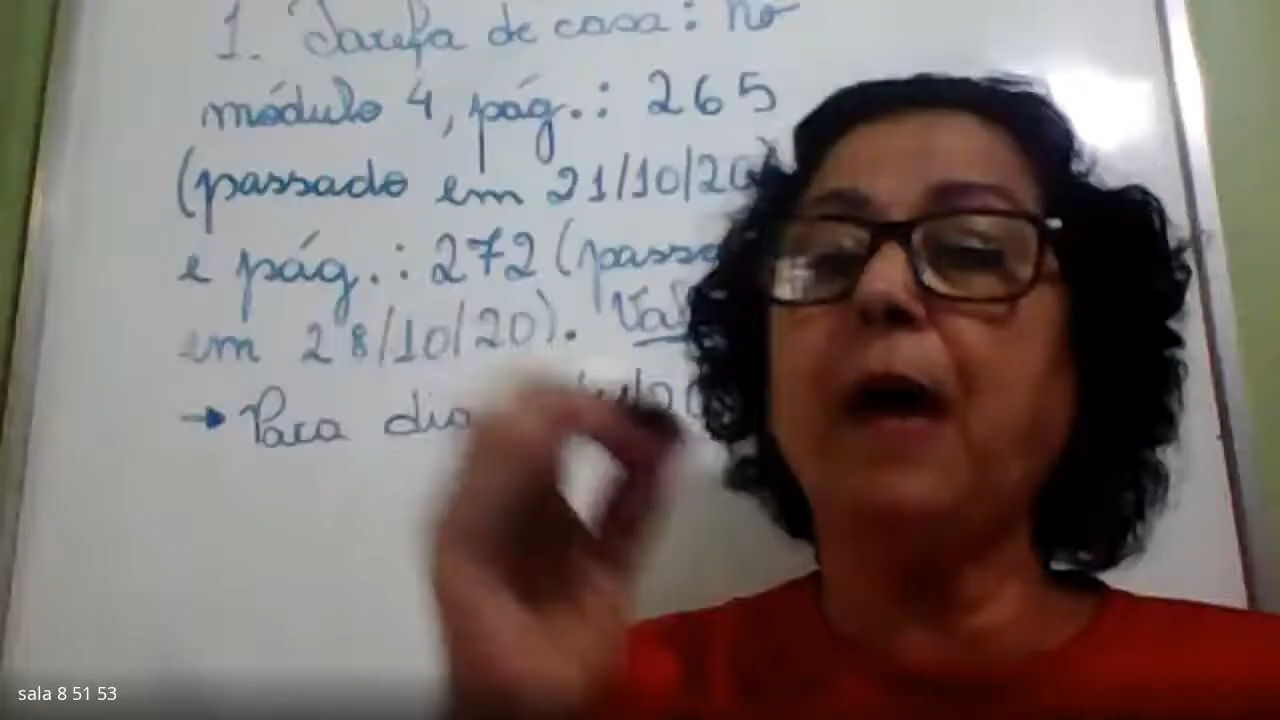 1. Tarefa de casa: no
módulo 4, pág.: 265
(passado em 21/10/20
e pág.: 272 (passa
em 28/10/20). Val
→ Para dia
sala 8 51 53